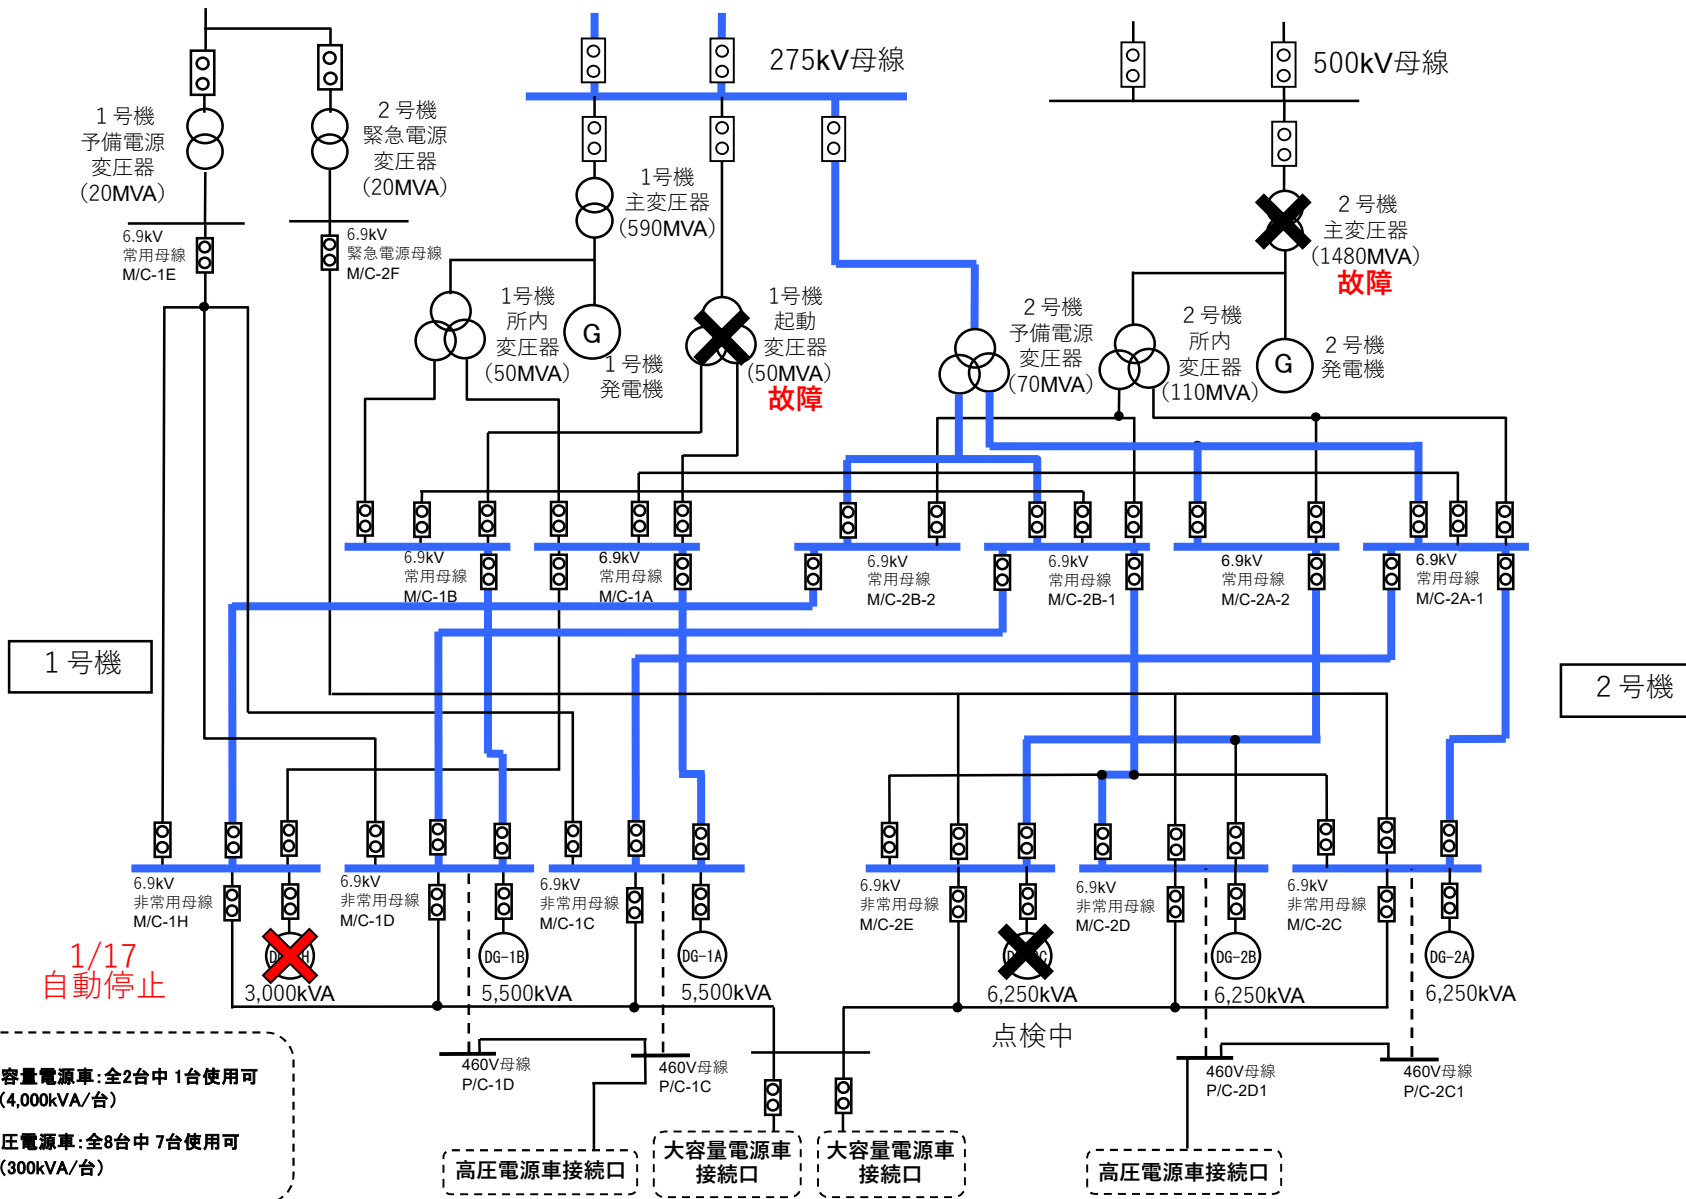 275kV母線
500kV母線
１号機
予備電源
変圧器
(20MVA)
２号機
緊急電源
変圧器
(20MVA)
1号機
主変圧器
(590MVA)
２号機
主変圧器
(1480MVA)
故障
6.9kV
常用母線
M/C-1E
6.9kV
緊急電源母線
M/C-2F
1号機
所内
変圧器
(50MVA)
G
１号機
発電機
1号機
起動
変圧器
(50MVA)
故障
２号機
予備電源
変圧器
(70MVA)
２号機
所内
変圧器
(110MVA)
G
２号機
発電機
6.9kV
常用母線
M/C-1B
6.9kV
常用母線
M/C-1A
6.9kV
常用母線
M/C-2B-2
6.9kV
常用母線
M/C-2B-1
6.9kV
常用母線
M/C-2A-2
6.9kV
常用母線
M/C-2A-1
１号機
２号機
6.9kV
非常用母線
M/C-1H
6.9kV
非常用母線
M/C-1D
6.9kV
非常用母線
M/C-1C
6.9kV
非常用母線
M/C-2E
6.9kV
非常用母線
M/C-2D
6.9kV
非常用母線
M/C-2C
1/17
自動停止
3,000kVA
DG-1B
5,500kVA
DG-1A
5,500kVA
6,250kVA
点検中
DG-2B
6,250kVA
DG-2A
6,250kVA
460V母線
P/C-1D
460V母線
P/C-1C
460V母線
P/C-2D1
460V母線
P/C-2C1
容量電源車：全2台中 1台使用可
(4,000kVA/台)
圧電源車：全8台中 7台使用可
(300kVA/台)
高圧電源車接続口
大容量電源車
接続口
大容量電源車
接続口
高圧電源車接続口